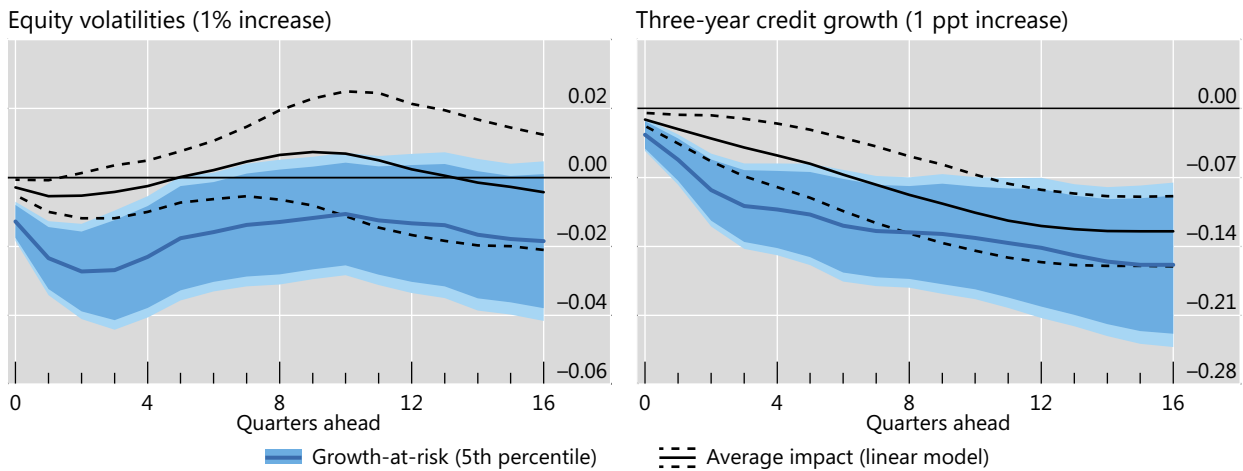 Equity volatilities (1% increase)
Three-year credit growth (1 ppt increase)
0.02
0.00
–0.02
–0.04
–0.06
0 4 8 12 16
Quarters ahead
0.00
–0.07
–0.14
–0.21
–0.28
0 4 8 12 16
Quarters ahead
Growth-at-risk (5th percentile)
Average impact (linear model)